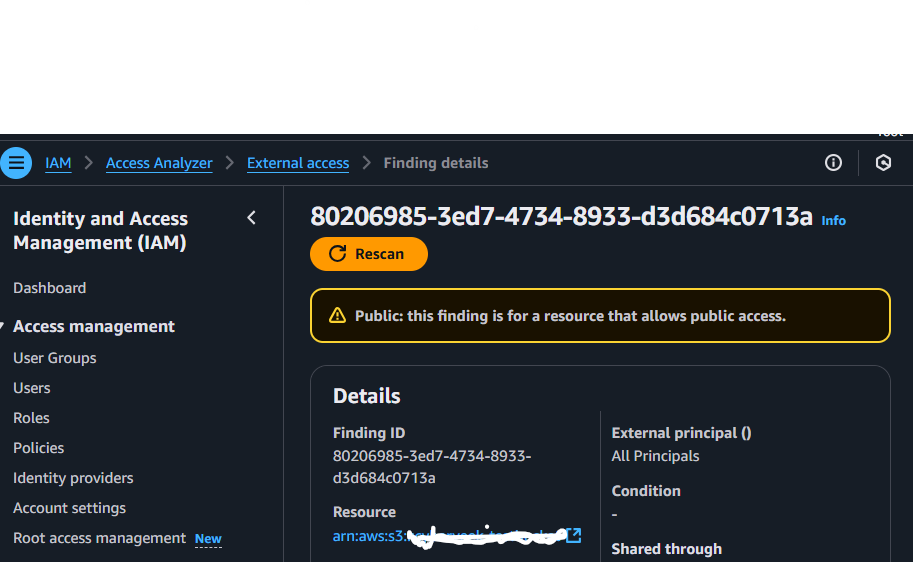 IAM > Access Analyzer > External access > Finding details
Identity and Access
Management (IAM)
Dashboard
Access management
User Groups
Users
Roles
Policies
Identity providers
Account settings
Root access management New
80206985-3ed7-4734-8933-d3d684c0713a Info
Rescan
Public: this finding is for a resource that allows public access.
Details
Finding ID
80206985-3ed7-4734-8933-
d3d684c0713a
Resource
arn:aws:s3:
External principal ()
All Principals
Condition
-
Shared through